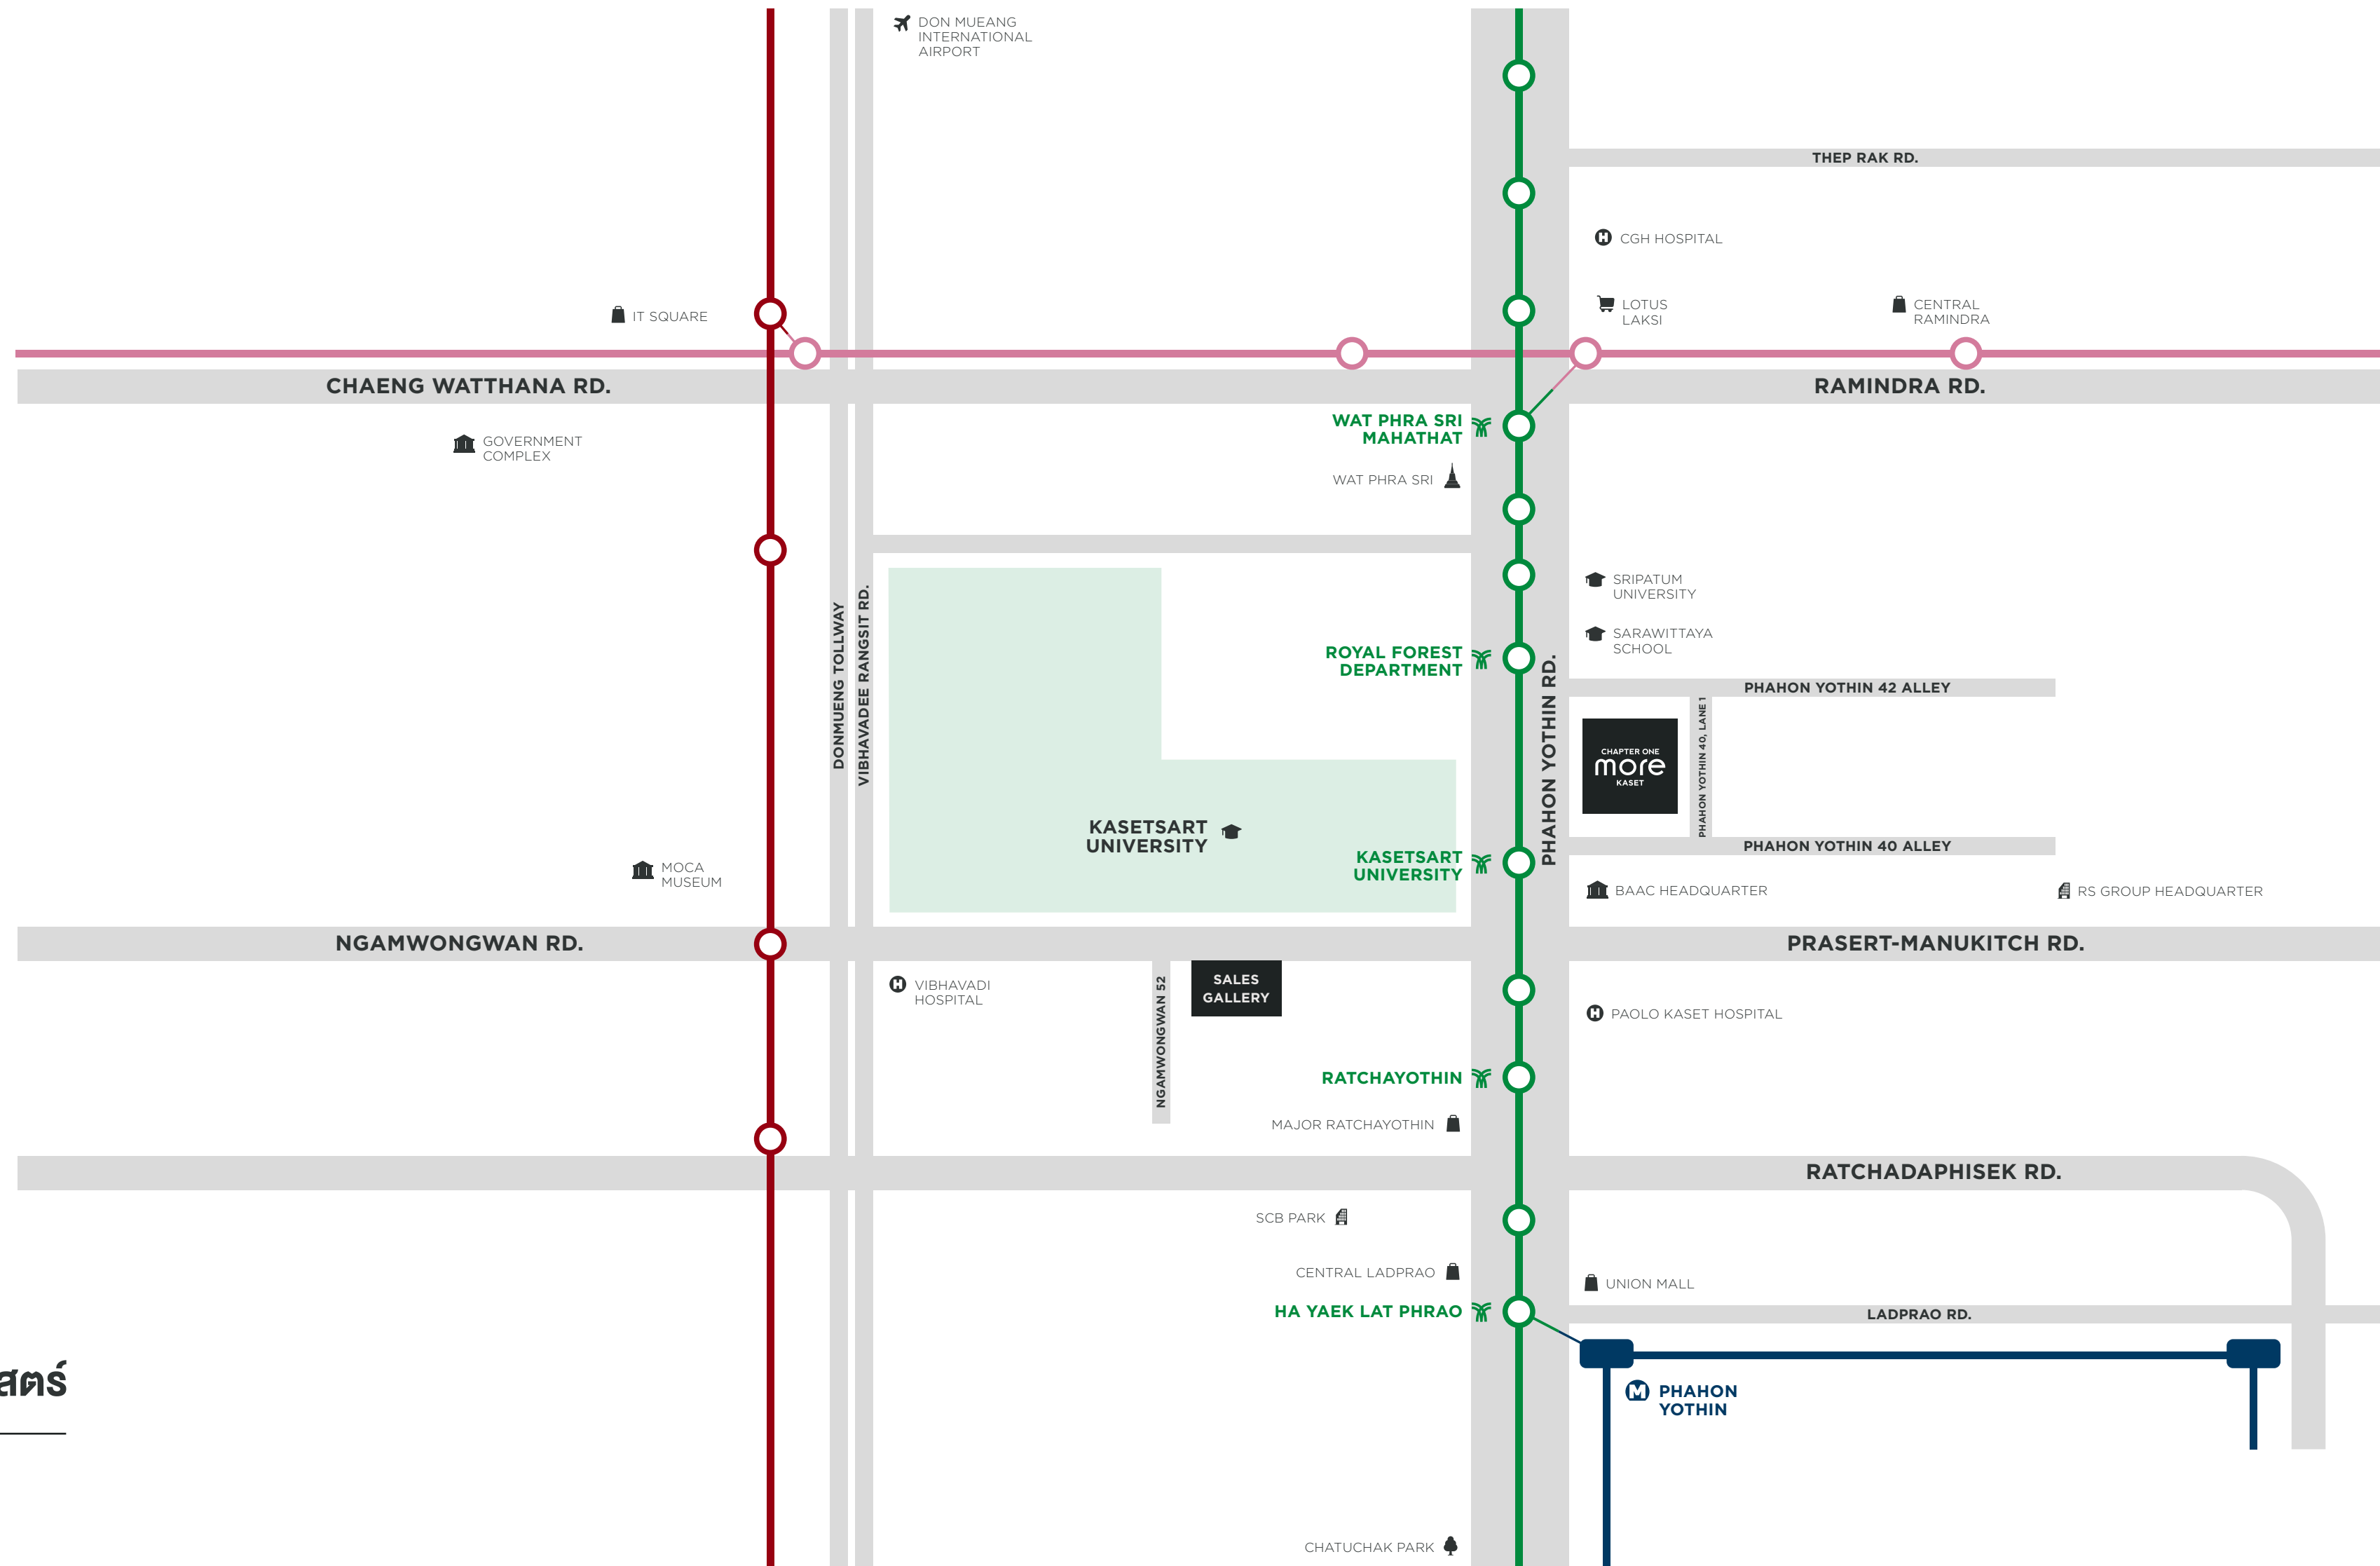 DON MUEANG
INTERNATIONAL
AIRPORT
THEP RAK RD.
CGH HOSPITAL
IT SQUARE
LOTUS
LAKSI
CENTRAL
RAMINDRA
CHAENG WATTHANA RD.
RAMINDRA RD.
GOVERNMENT
COMPLEX
WAT PHRA SRI
MAHATHAT
WAT PHRA SRI
DONMUENG TOLLWAY
VIBHAVADEE RANGSIT RD.
SRIPATUM
UNIVERSITY
SARAWITTAYA
SCHOOL
ROYAL FOREST
DEPARTMENT
PHAHON YOTHIN RD.
PHAHON YOTHIN 42 ALLEY
CHAPTER ONE
more
KASET
PHAHON YOTHIN 40, LANE 1
KASETSART
UNIVERSITY
KASETSART
UNIVERSITY
PHAHON YOTHIN 40 ALLEY
MOCA
MUSEUM
BAAC HEADQUARTER
RS GROUP HEADQUARTER
NGAMWONGWAN RD.
PRASERT-MANUKITCH RD.
VIBHAVADI
HOSPITAL
NGAMWONGWAN 52
SALES
GALLERY
PAOLO KASET HOSPITAL
RATCHAYOTHIN
MAJOR RATCHAYOTHIN
RATCHADAPHISEK RD.
SCB PARK
CENTRAL LADPRAO
UNION MALL
HA YAEK LAT PHRAO
LADPRAO RD.
M PHAHON
YOTHIN
สตร์
CHATUCHAK PARK